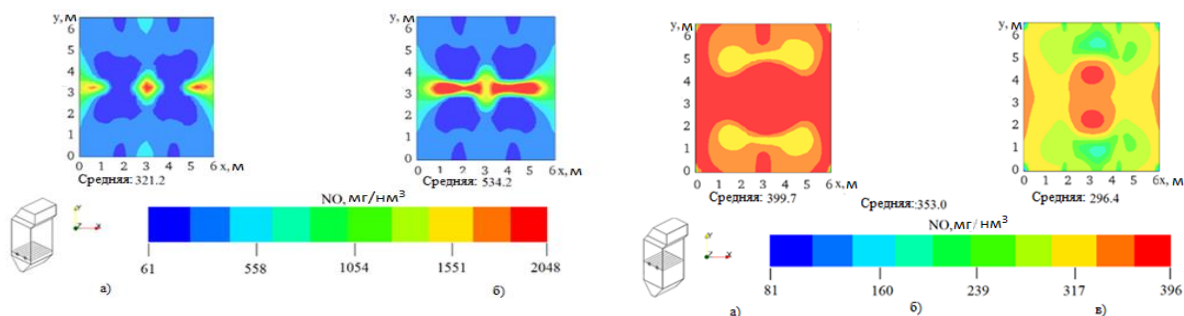 y, м
6
5
4
3
2
1
0
0 1 2 3 4 5 6 x, м
Средняя: 321.2
y, м
6
5
4
3
2
1
0
0 1 2 3 4 5 6 x, м
Средняя: 534.2
NO, мг/нм³
61 558 1054 1551 2048
а) б)
y, м
6
5
4
3
2
1
0
0 1 2 3 4 5 6 x, м
Средняя: 399.7
Средняя:353.0
y, м
6
5
4
3
2
1
0
0 1 2 3 4 5 6x, м
Средняя: 296.4
NO,мг/нм³
81 160 239 317 396
а) б) в)